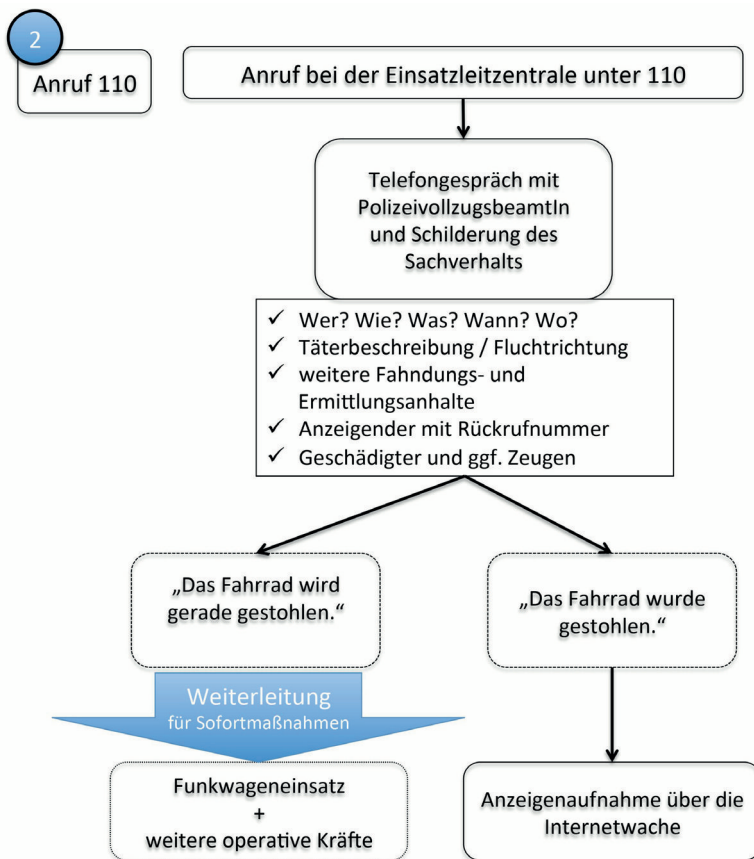 2
Anruf 110
Anruf bei der Einsatzleitzentrale unter 110
Telefongespräch mit
PolizeivollzugsbeamtIn
und Schilderung des
Sachverhalts
✓ Wer? Wie? Was? Wann? Wo?
✓ Täterbeschreibung / Fluchtrichtung
✓ weitere Fahndungs- und
Ermittlungsanhalte
✓ Anzeigender mit Rückrufnummer
✓ Geschädigter und ggf. Zeugen
„Das Fahrrad wird
gerade gestohlen.“
„Das Fahrrad wurde
gestohlen.“
Weiterleitung
für Sofortmaßnahmen
Funkwageneinsatz
+
weitere operative Kräfte
Anzeigenaufnahme über die
Internetwache